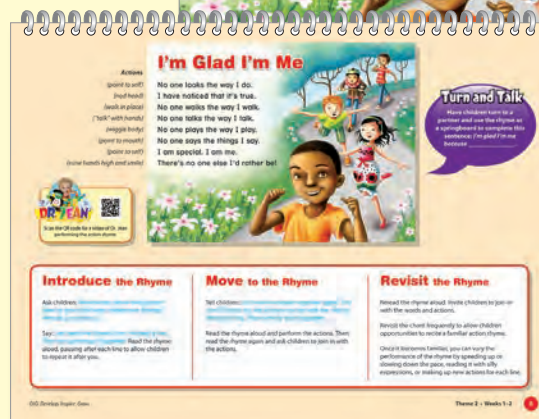 I'm Glad I'm Me
Actions
(point to self) No one looks the way I do.
(nod head) I have noticed that it's true.
(walk in place) No one walks the way I walk.
("talk" with hands) No one talks the way I talk.
(wiggle body) No one plays the way I play.
(point to mouth) No one says the things I say.
(point to self) I am special. I am me.
(raise hands high and smile) There's no one else I'd rather be!
Turn and Talk
Have children turn to a
partner and use the rhyme as
a springboard to complete this
sentence: I'm glad I'm me
because
DR. JEAN
Scan the QR code for a video of Dr. Jean
performing the action rhyme.
Introduce the Rhyme
Ask children:
Say: Read the rhyme
aloud, pausing after each line to allow children
to repeat it after you.
Move to the Rhyme
Tell children:
Read the rhyme aloud and perform the actions. Then
read the rhyme again and ask children to join in with
the actions.
Revisit the Rhyme
Reread the rhyme aloud. Invite children to join in
with the words and actions.
Revisit the chart frequently to allow children
opportunities to recite a familiar action rhyme.
Once it becomes familiar, you can vary the
performance of the rhyme by speeding up or
slowing down the pace, reading it with silly
expressions, or making up new actions for each line.
Theme 2 • Weeks 1–2